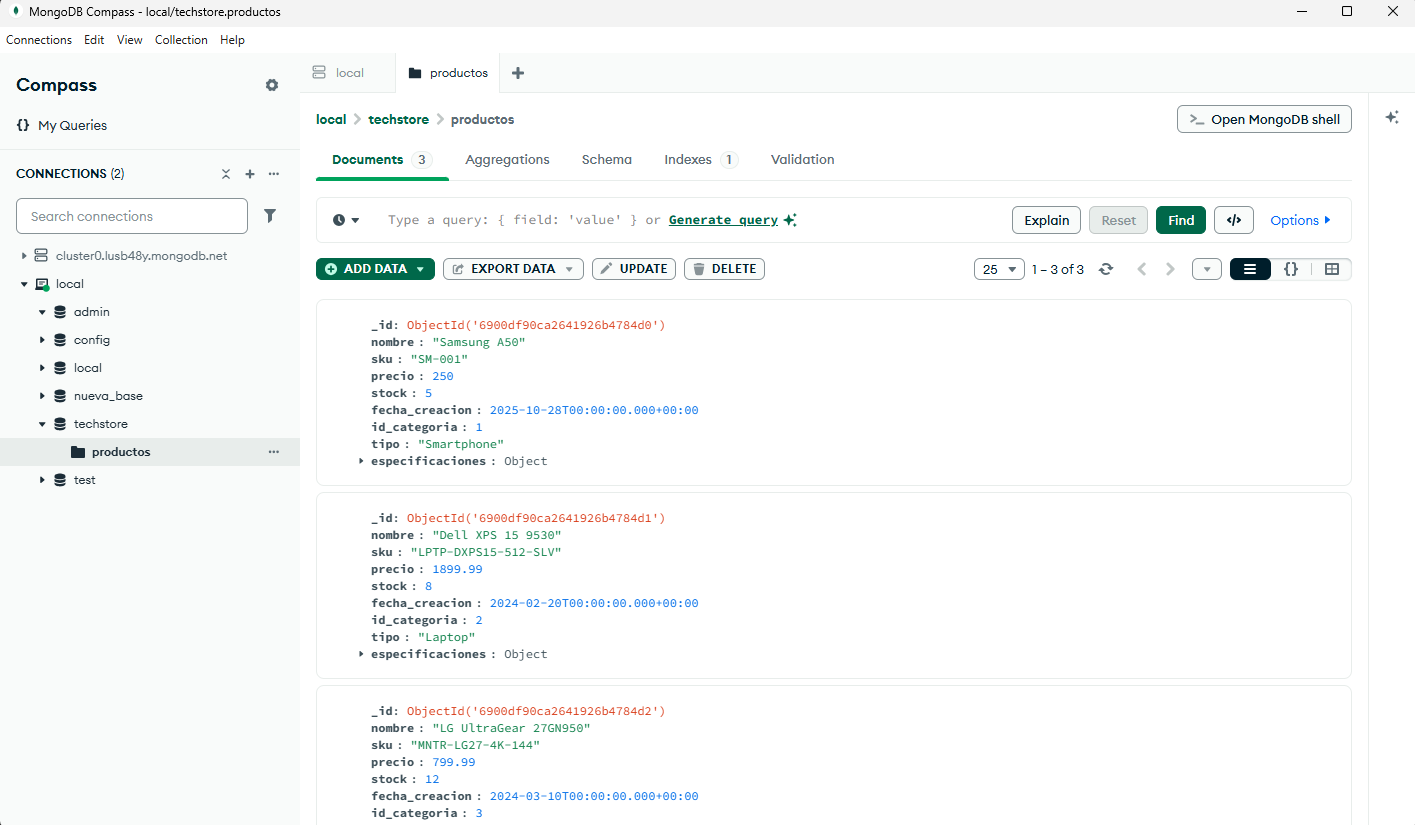 MongoDB Compass - local/techstore.productos
Connections Edit View Collection Help
Compass
{} My Queries
CONNECTIONS (2)
Search connections
cluster0.lusb48y.mongodb.net
local
admin
config
local
nueva_base
techstore
productos
test
local productos
local > techstore > productos
>_ Open MongoDB shell
Documents 3 Aggregations Schema Indexes 1 Validation
Type a query: { field: 'value' } or Generate query
Explain Reset Find </> Options
ADD DATA EXPORT DATA UPDATE DELETE
25 1 – 3 of 3 {}
_id: ObjectId('6900df90ca2641926b4784d0')
nombre : "Samsung A50"
sku : "SM-001"
precio : 250
stock : 5
fecha_creacion : 2025-10-28T00:00:00.000+00:00
id_categoria : 1
tipo : "Smartphone"
especificaciones : Object
_id: ObjectId('6900df90ca2641926b4784d1')
nombre : "Dell XPS 15 9530"
sku : "LPTP-DXPS15-512-SLV"
precio : 1899.99
stock : 8
fecha_creacion : 2024-02-20T00:00:00.000+00:00
id_categoria : 2
tipo : "Laptop"
especificaciones : Object
_id: ObjectId('6900df90ca2641926b4784d2')
nombre : "LG UltraGear 27GN950"
sku : "MNTR-LG27-4K-144"
precio : 799.99
stock : 12
fecha_creacion : 2024-03-10T00:00:00.000+00:00
id_categoria : 3